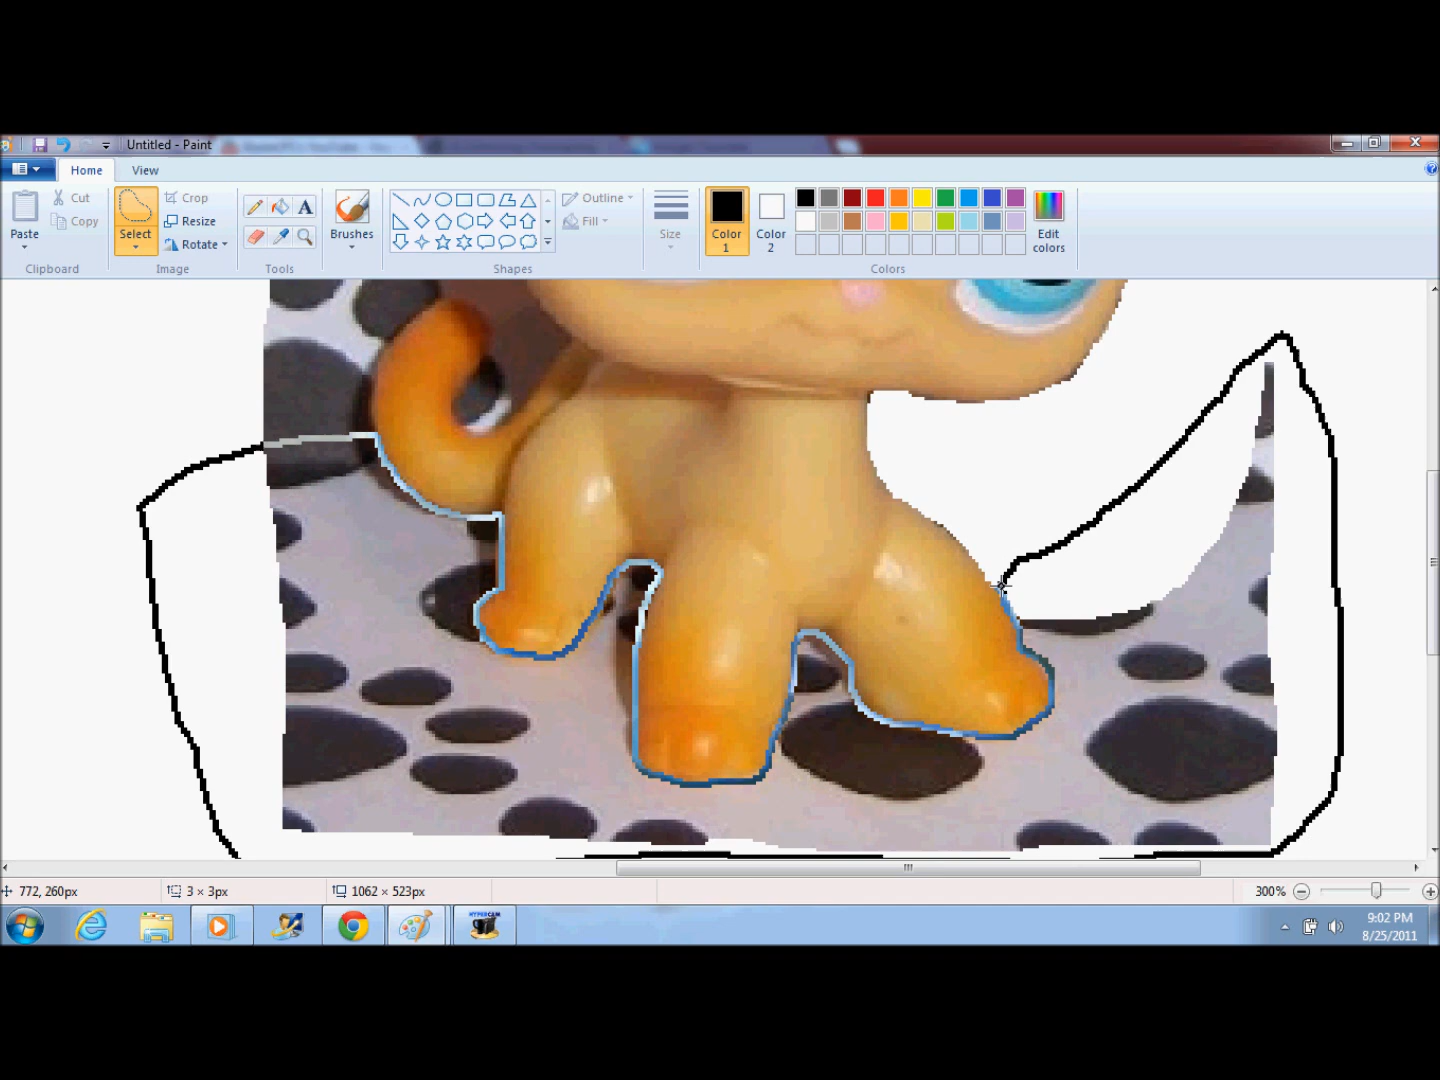 Untitled - Paint
Home View
Paste
Cut
Copy
Clipboard
Select
Crop
Resize
Rotate
Image
A
Tools
Brushes
Shapes
Outline
Fill
Size
Color 1
Color 2
Edit colors
Colors
772, 260px
3 × 3px
1062 × 523px
300%
HYPERCAM
9:02 PM
8/25/2011